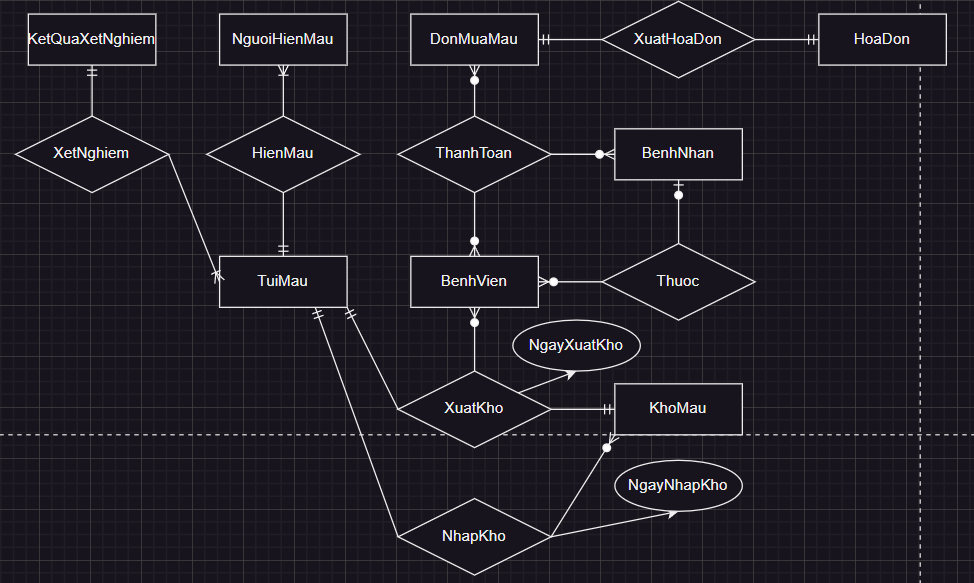 KetQuaXetNghiem
NguoiHienMau
DonMuaMau
XuatHoaDon
HoaDon
XetNghiem
HienMau
ThanhToan
BenhNhan
TuiMau
BenhVien
Thuoc
NgayXuatKho
XuatKho
KhoMau
NgayNhapKho
NhapKho